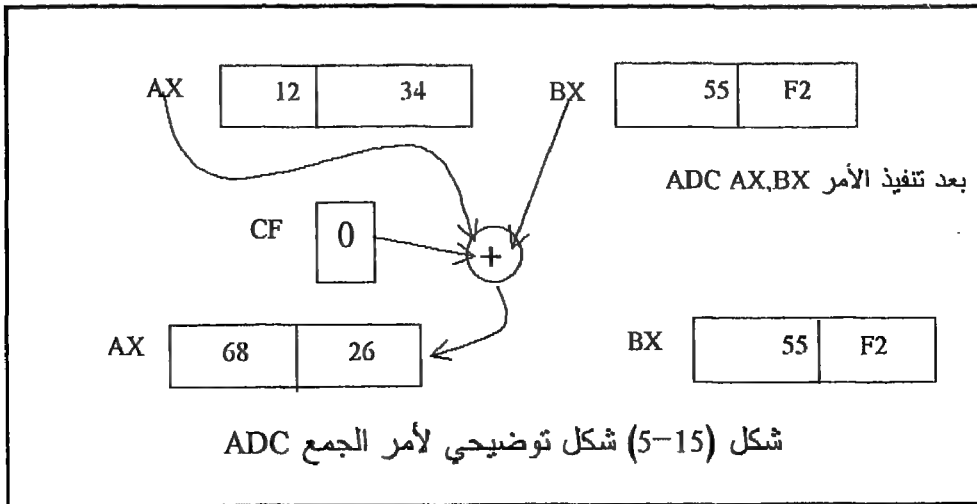 AX 12 34 BX 55 F2
بعد تنفيذ الأمر ADC AX,BX
CF 0 +
AX 68 26 BX 55 F2
شكل (15-5) شكل توضيحي لأمر الجمع ADC